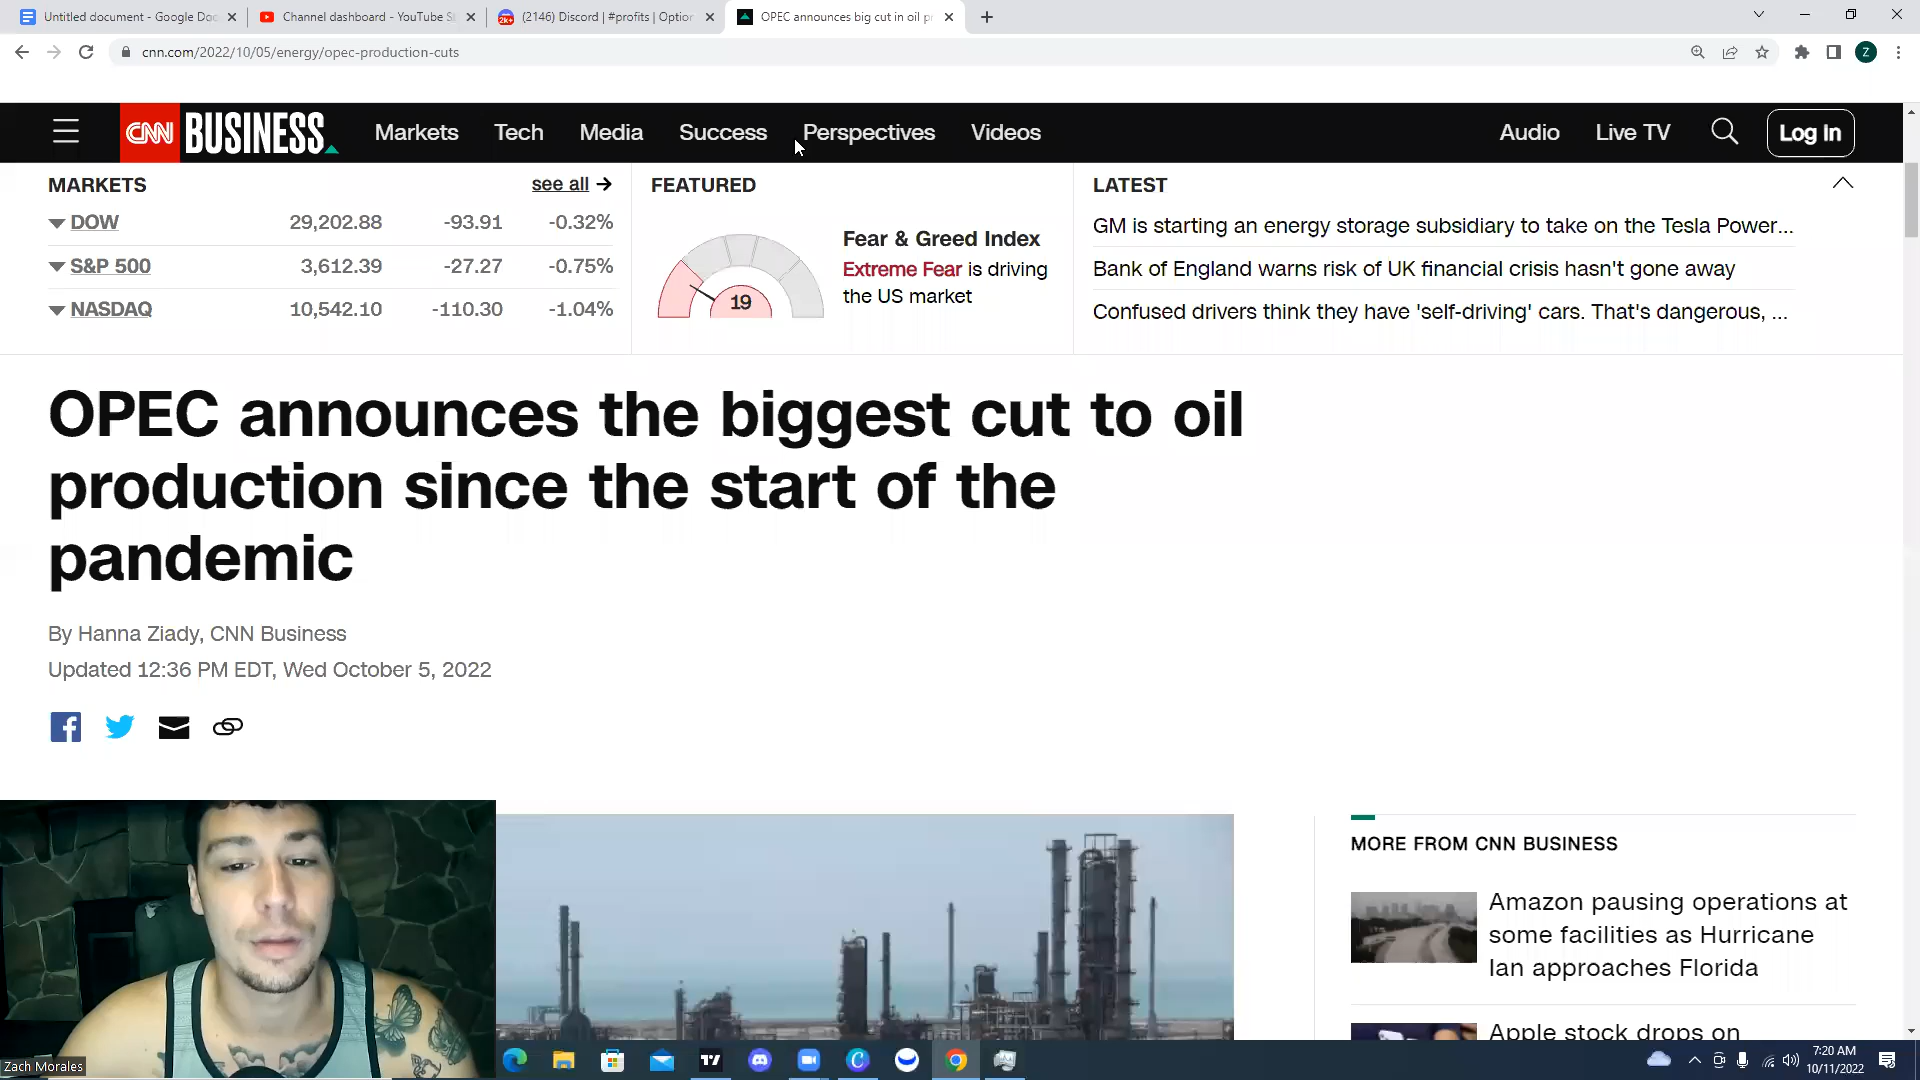 Untitled document - Google Doc
Channel dashboard - YouTube S
(2146) Discord | #profits | Option
OPEC announces big cut in oil pr
cnn.com/2022/10/05/energy/opec-production-cuts
Z
CNN BUSINESS Markets Tech Media Success Perspectives Videos Audio Live TV Log In
MARKETS see all →
DOW 29,202.88 -93.91 -0.32%
S&P 500 3,612.39 -27.27 -0.75%
NASDAQ 10,542.10 -110.30 -1.04%
FEATURED
19
Fear & Greed Index
Extreme Fear is driving
the US market
LATEST
GM is starting an energy storage subsidiary to take on the Tesla Power...
Bank of England warns risk of UK financial crisis hasn't gone away
Confused drivers think they have 'self-driving' cars. That's dangerous, ...
OPEC announces the biggest cut to oil
production since the start of the
pandemic
By Hanna Ziady, CNN Business
Updated 12:36 PM EDT, Wed October 5, 2022
MORE FROM CNN BUSINESS
Amazon pausing operations at
some facilities as Hurricane
Ian approaches Florida
Apple stock drops on
Zach Morales
7:20 AM
10/11/2022